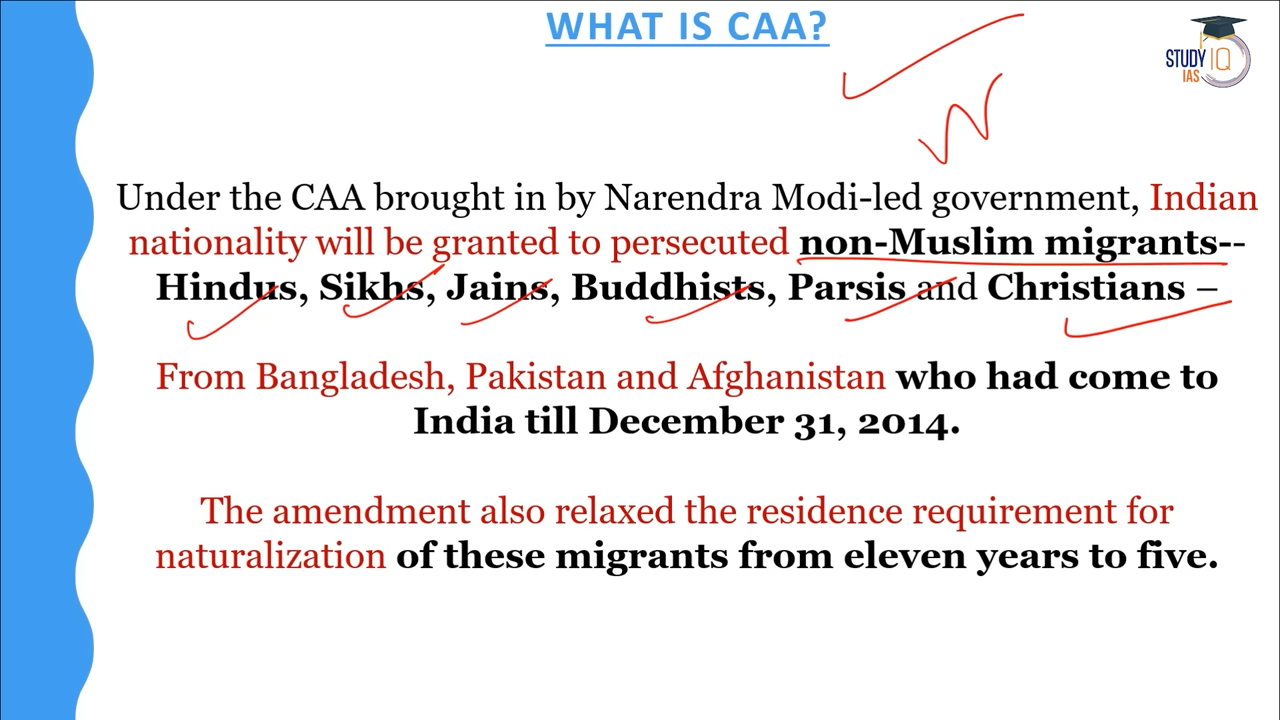 WHAT IS CAA?
STUDY IQ
IAS
Under the CAA brought in by Narendra Modi-led government, Indian
nationality will be granted to persecuted non-Muslim migrants--
Hindus, Sikhs, Jains, Buddhists, Parsis and Christians –
From Bangladesh, Pakistan and Afghanistan who had come to
India till December 31, 2014.
The amendment also relaxed the residence requirement for
naturalization of these migrants from eleven years to five.